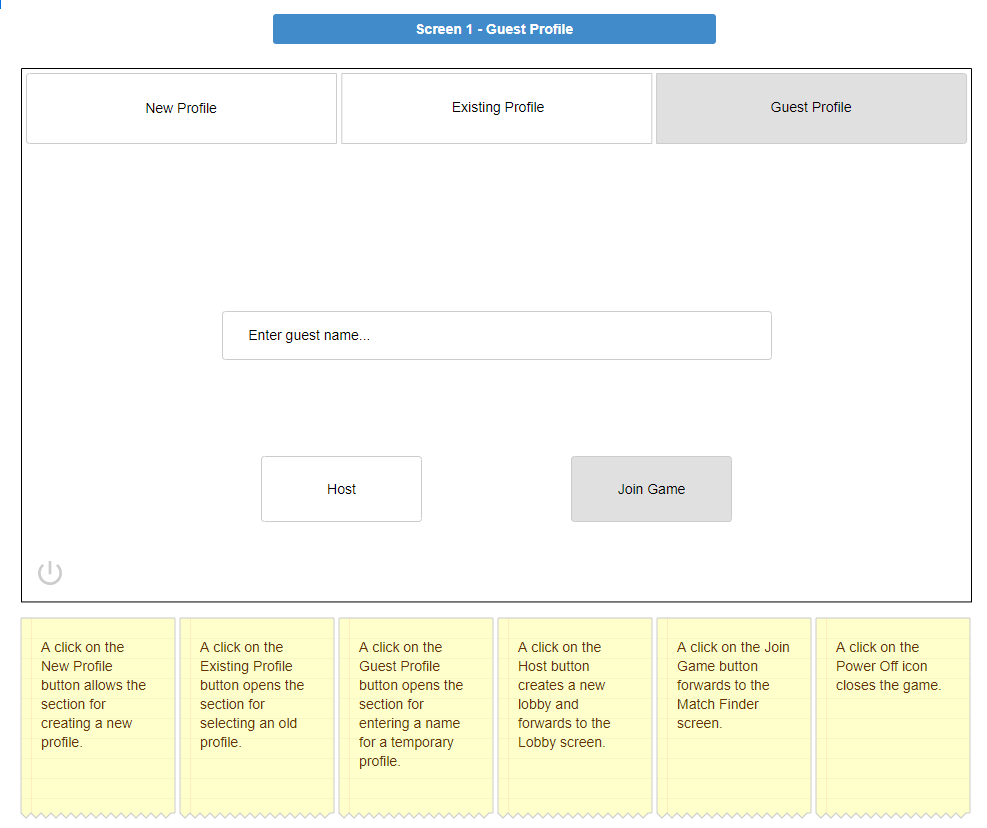 Screen 1 - Guest Profile
New Profile
Existing Profile
Guest Profile
Enter guest name...
Host
Join Game
A click on the
New Profile
button allows the
section for
creating a new
profile.
A click on the
Existing Profile
button opens the
section for
selecting an old
profile.
A click on the
Guest Profile
button opens the
section for
entering a name
for a temporary
profile.
A click on the
Host button
creates a new
lobby and
forwards to the
Lobby screen.
A click on the Join
Game button
forwards to the
Match Finder
screen.
A click on the
Power Off icon
closes the game.